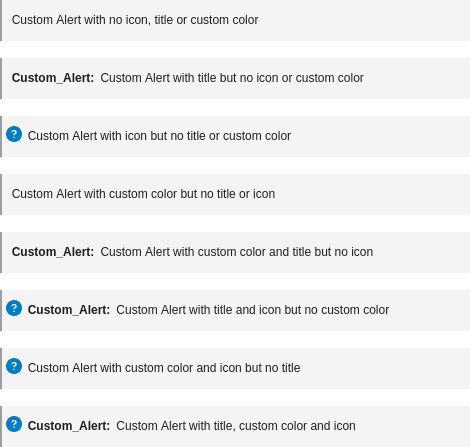 Custom Alert with no icon, title or custom color
Custom_Alert: Custom Alert with title but no icon or custom color
? Custom Alert with icon but no title or custom color
Custom Alert with custom color but no title or icon
Custom_Alert: Custom Alert with custom color and title but no icon
? Custom_Alert: Custom Alert with title and icon but no custom color
? Custom Alert with custom color and icon but no title
? Custom_Alert: Custom Alert with title, custom color and icon